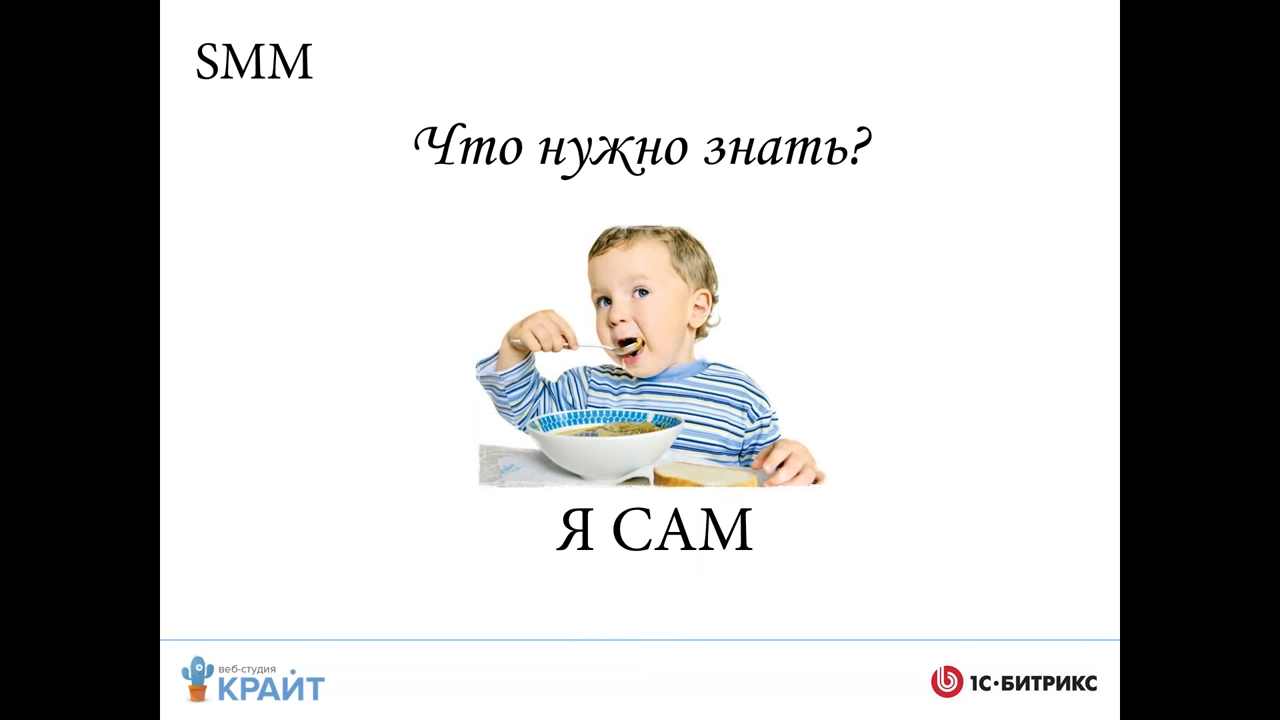 SMM
Что нужно знать?
Я САМ
веб-студия
КРАЙТ
1С·БИТРИКС